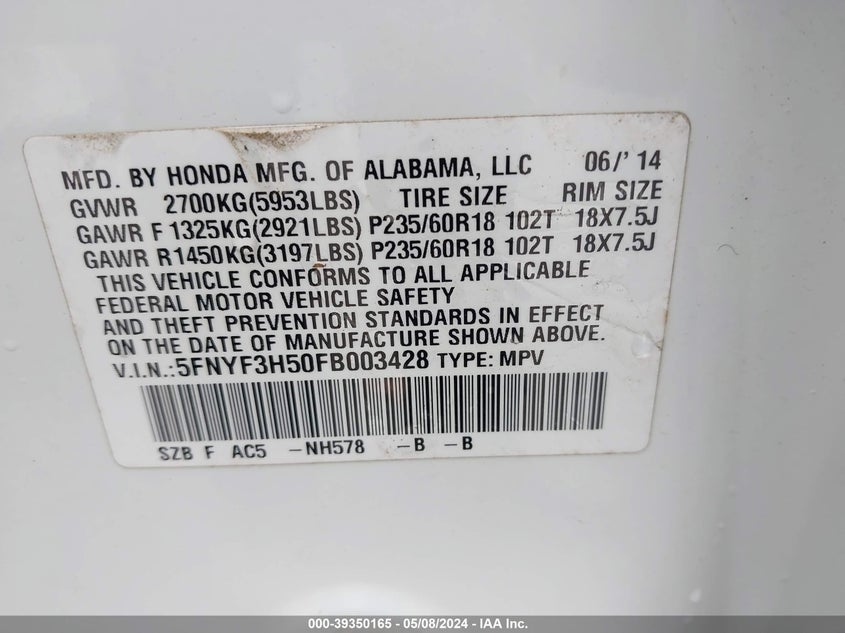 MFD. BY HONDA MFG. OF ALABAMA, LLC 06/'14
GVWR 2700KG(5953LBS) TIRE SIZE RIM SIZE
GAWR F 1325KG(2921LBS) P235/60R18 102T 18X7.5J
GAWR R1450KG(3197LBS) P235/60R18 102T 18X7.5J
THIS VEHICLE CONFORMS TO ALL APPLICABLE
FEDERAL MOTOR VEHICLE SAFETY
AND THEFT PREVENTION STANDARDS IN EFFECT
ON THE DATE OF MANUFACTURE SHOWN ABOVE.
V.I.N.:5FNYF3H50FB003428 TYPE: MPV
SZB F AC5 -NH578 -B -B
000-39350165 - 05/08/2024 - IAA Inc.